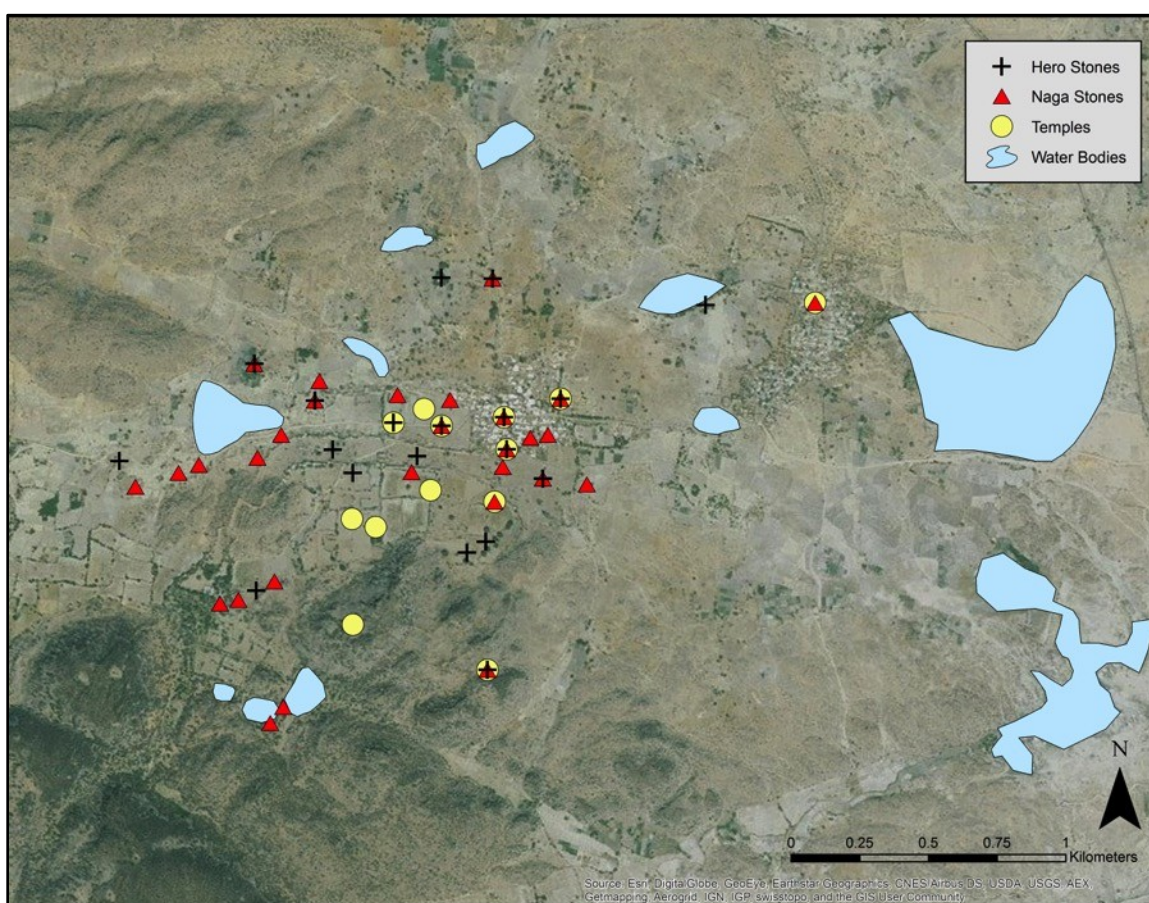 Hero Stones
Naga Stones
Temples
Water Bodies
N
0 0.25 0.5 0.75 1
Kilometers
Source: Esri, DigitalGlobe, GeoEye, Earthstar Geographics, CNES/Airbus DS, USDA, USGS, AEX,
Getmapping, Aerogrid, IGN, IGP, swisstopo, and the GIS User Community